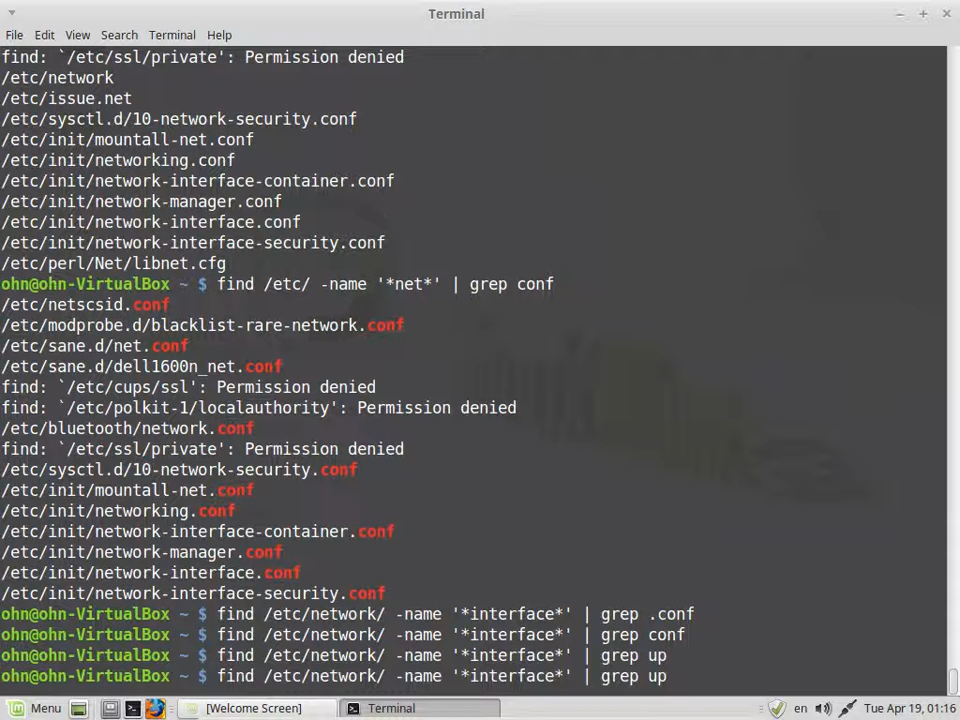 Terminal
File Edit View Search Terminal Help
find: `/etc/ssl/private': Permission denied
/etc/network
/etc/issue.net
/etc/sysctl.d/10-network-security.conf
/etc/init/mountall-net.conf
/etc/init/networking.conf
/etc/init/network-interface-container.conf
/etc/init/network-manager.conf
/etc/init/network-interface.conf
/etc/init/network-interface-security.conf
/etc/perl/Net/libnet.cfg
ohn@ohn-VirtualBox ~ $ find /etc/ -name '*net*' | grep conf
/etc/netscsid.conf
/etc/modprobe.d/blacklist-rare-network.conf
/etc/sane.d/net.conf
/etc/sane.d/dell1600n_net.conf
find: `/etc/cups/ssl': Permission denied
find: `/etc/polkit-1/localauthority': Permission denied
/etc/bluetooth/network.conf
find: `/etc/ssl/private': Permission denied
/etc/sysctl.d/10-network-security.conf
/etc/init/mountall-net.conf
/etc/init/networking.conf
/etc/init/network-interface-container.conf
/etc/init/network-manager.conf
/etc/init/network-interface.conf
/etc/init/network-interface-security.conf
ohn@ohn-VirtualBox ~ $ find /etc/network/ -name '*interface*' | grep .conf
ohn@ohn-VirtualBox ~ $ find /etc/network/ -name '*interface*' | grep conf
ohn@ohn-VirtualBox ~ $ find /etc/network/ -name '*interface*' | grep up
ohn@ohn-VirtualBox ~ $ find /etc/network/ -name '*interface*' | grep up
Menu [Welcome Screen] Terminal en Tue Apr 19, 01:16